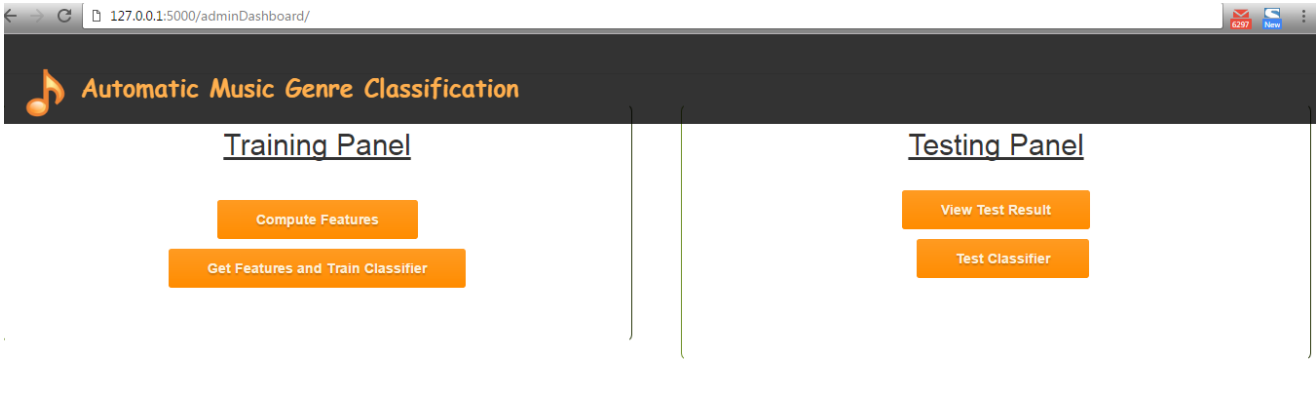 127.0.0.1:5000/adminDashboard/
6297
New
Automatic Music Genre Classification
Training Panel
Compute Features
Get Features and Train Classifier
Testing Panel
View Test Result
Test Classifier